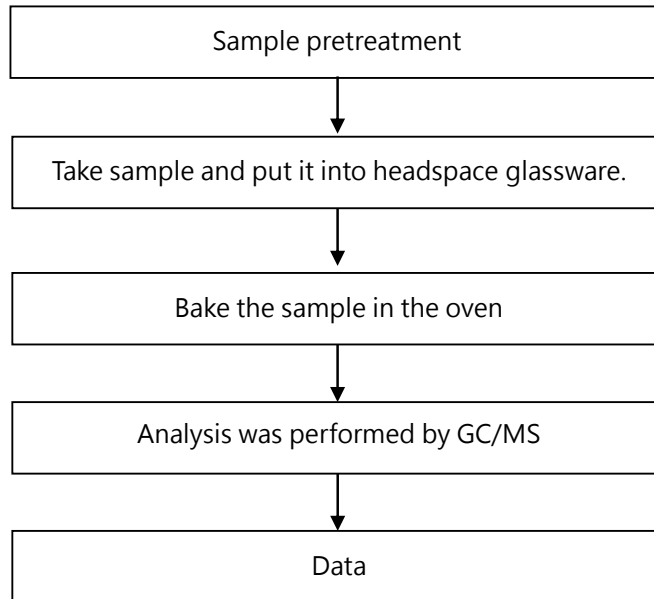 Sample pretreatment
Take sample and put it into headspace glassware.
Bake the sample in the oven
Analysis was performed by GC/MS
Data